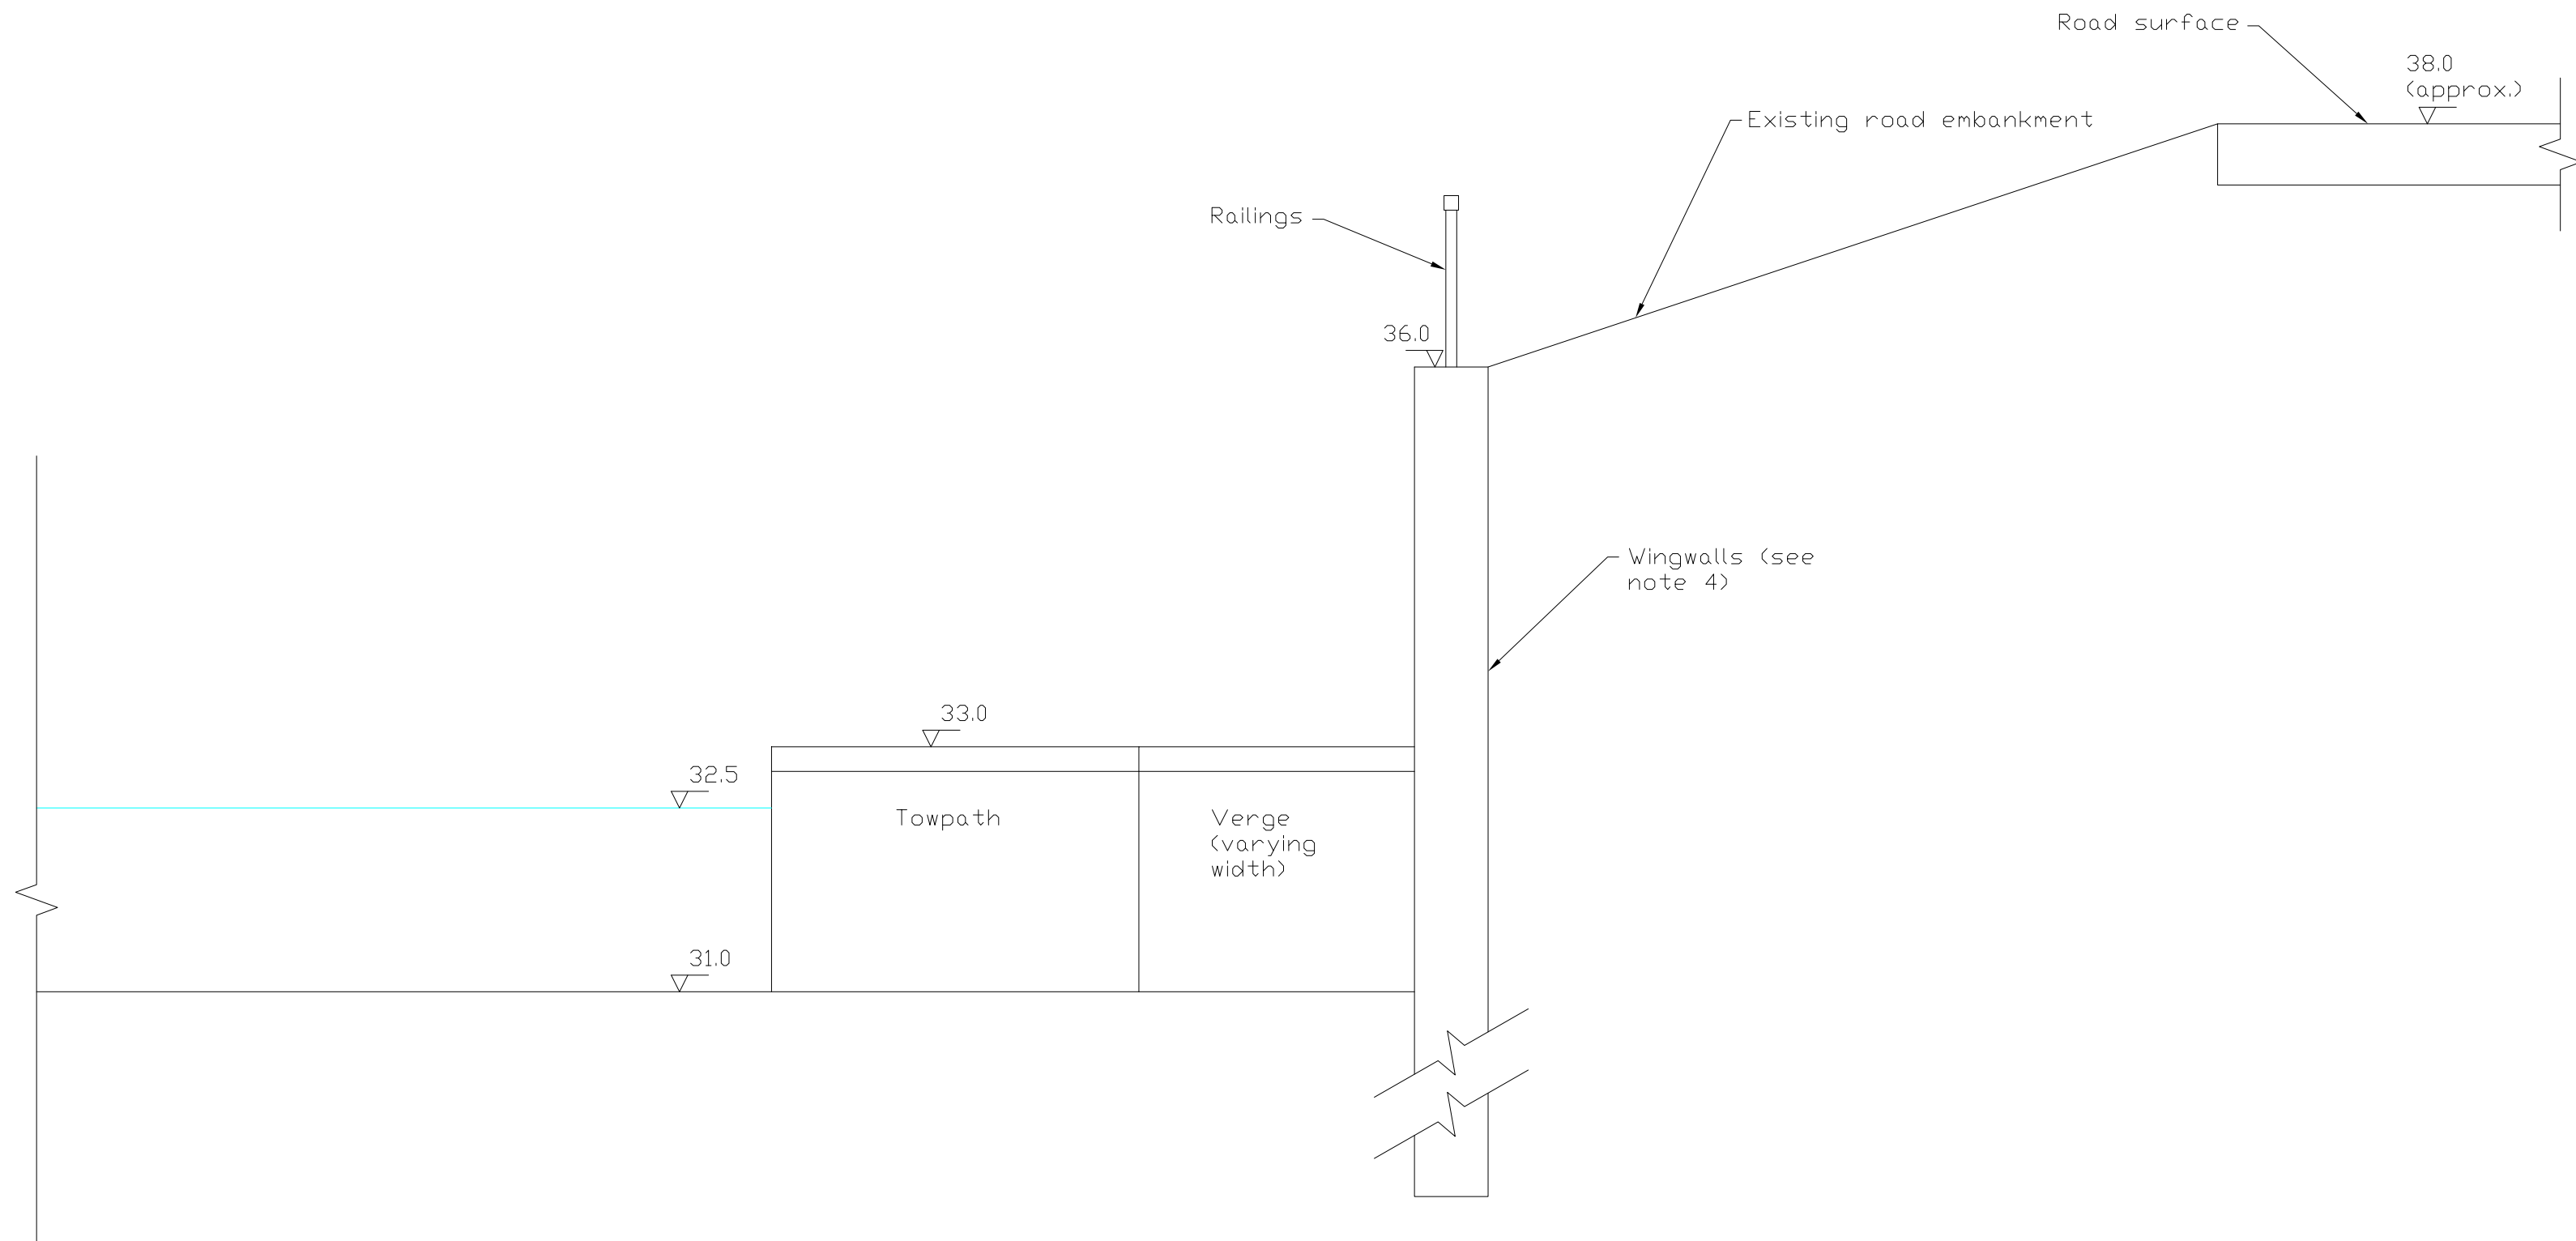 Road surface
38.0
(approx.)
Existing road embankment
Railings
36.0
Wingwalls (see
note 4)
33.0
32.5
Towpath
Verge
(varying
width)
31.0